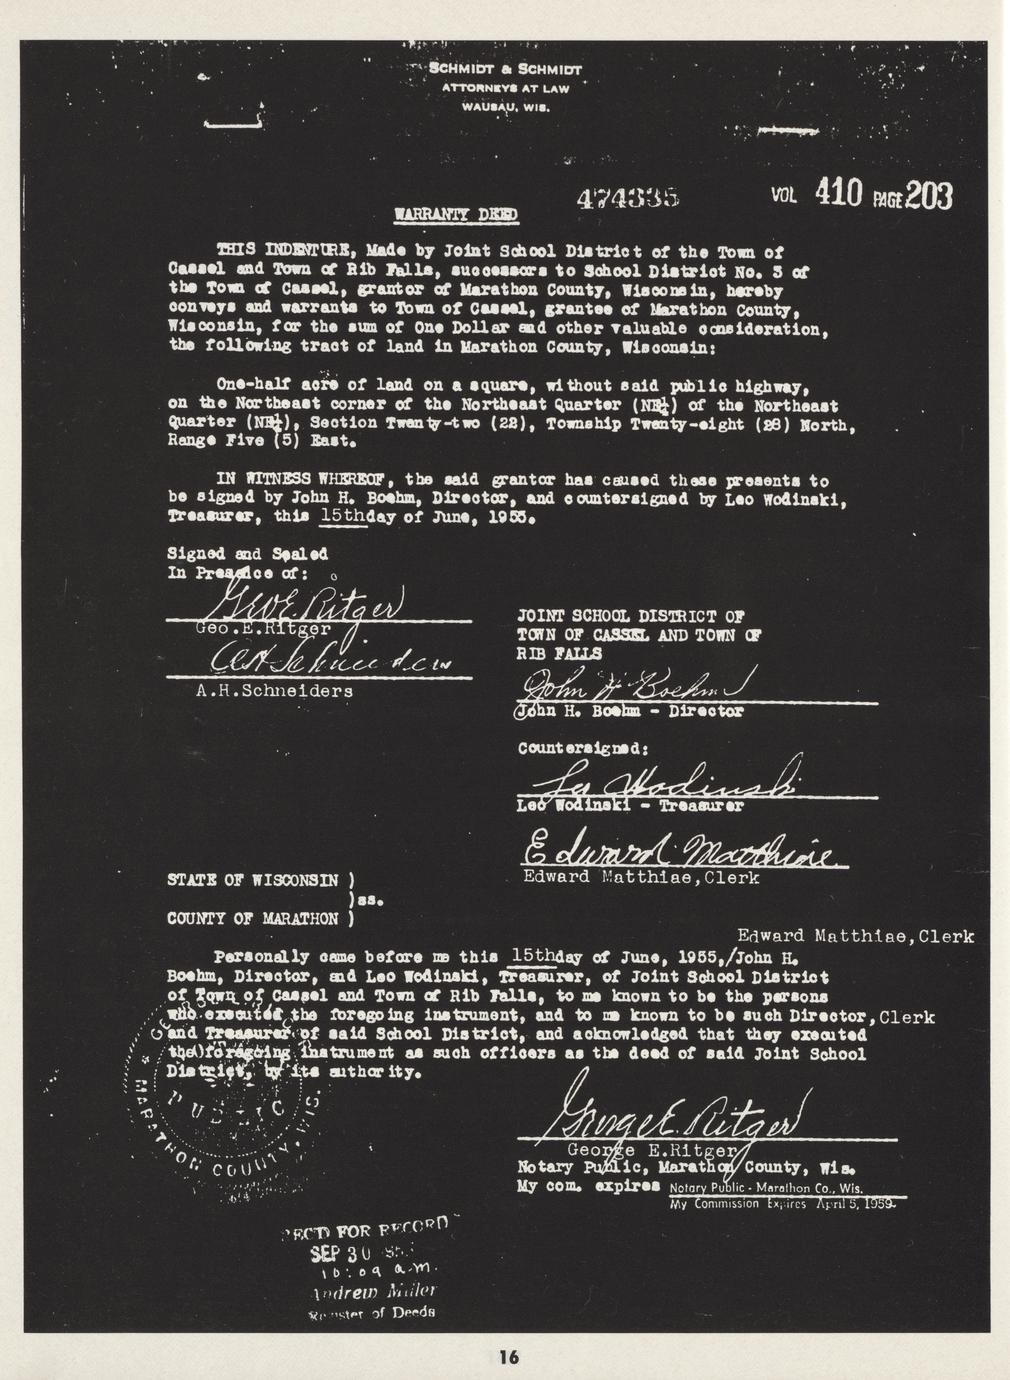 SCHMIDT & SCHMIDT
ATTORNEYS AT LAW
WAUSAU, WIS.
474335 VOL 410 PAGE 203
WARRANTY DEED
THIS INDENTURE, Made by Joint School District of the Town of
Cassel and Town of Rib Falls, successors to School District No. 3 of
the Town of Cassel, grantor of Marathon County, Wisconsin, hereby
conveys and warrants to Town of Cassel, grantee of Marathon County,
Wisconsin, for the sum of One Dollar and other valuable consideration,
the following tract of land in Marathon County, Wisconsin:
One-half acre of land on a square, without said public highway,
on the Northeast corner of the Northeast Quarter (NE¼) of the Northeast
Quarter (NE¼), Section Twenty-two (22), Township Twenty-eight (28) North,
Range Five (5) East.
IN WITNESS WHEREOF, the said grantor has caused these presents to
be signed by John H. Boehm, Director, and countersigned by Leo Wodinski,
Treasurer, this 15th day of June, 1955.
Signed and Sealed
In Presence of:
Geo E. Ritger
Geo.E.Ritger
A H Schneiders
A.H.Schneiders
JOINT SCHOOL DISTRICT OF
TOWN OF CASSEL AND TOWN OF
RIB FALLS
John H Boehm
John H. Boehm - Director
Countersigned:
Leo Wodinski
Leo Wodinski - Treasurer
Edward Matthiae
Edward Matthiae,Clerk
STATE OF WISCONSIN )
)ss.
COUNTY OF MARATHON )
Edward Matthiae,Clerk
Personally came before me this 15th day of June, 1955,/John H.
Boehm, Director, and Leo Wodinski, Treasurer, of Joint School District
of Town of Cassel and Town of Rib Falls, to me known to be the persons
who executed the foregoing instrument, and to me known to be such Director,Clerk
and Treasurer of said School District, and acknowledged that they executed
the foregoing instrument as such officers as the deed of said Joint School
District, by its authority.
PUBLIC
MARATHON COUNTY, WIS.
George E. Ritger
George E.Ritger
Notary Public, Marathon County, Wis.
My com. expires Notary Public - Marathon Co., Wis.
My Commission Expires April 5, 1959
REC'D FOR RECORD
SEP 30
10:09 a.m.
Andrew Miller
Register of Deeds
16